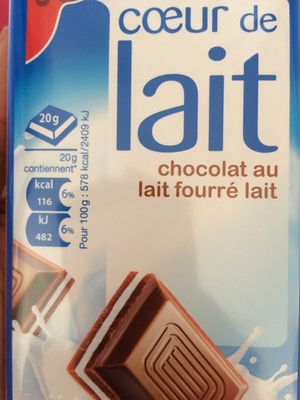 cœur de
lait
chocolat au
lait fourré lait
20g
20g
contiennent*
kcal
116
6%
kJ
482
6%
Pour 100g : 578 kcal/2409 kJ